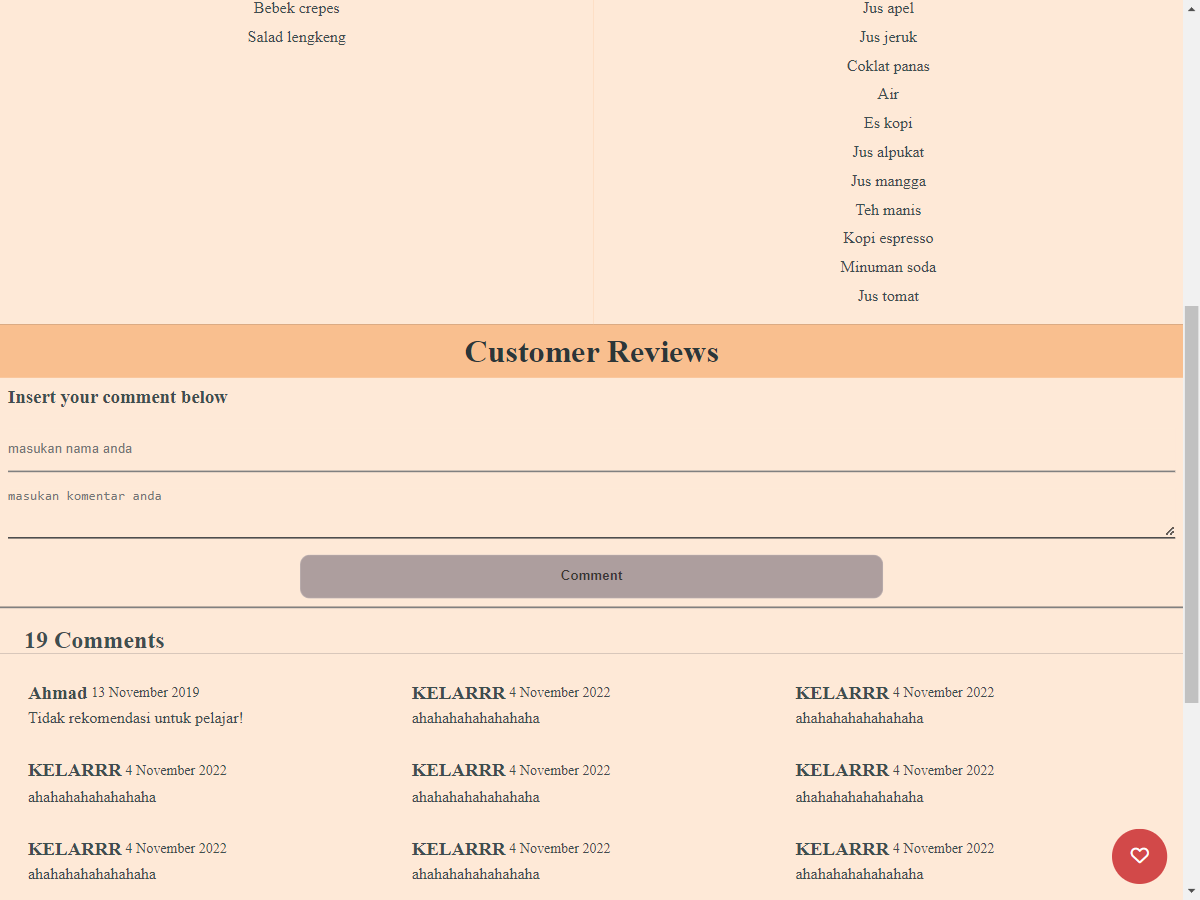 Bebek crepes
Salad lengkeng
Jus apel
Jus jeruk
Coklat panas
Air
Es kopi
Jus alpukat
Jus mangga
Teh manis
Kopi espresso
Minuman soda
Jus tomat
Customer Reviews
Insert your comment below
masukan nama anda
masukan komentar anda
Comment
19 Comments
Ahmad 13 November 2019
Tidak rekomendasi untuk pelajar!
KELARRR 4 November 2022
ahahahahahahahaha
KELARRR 4 November 2022
ahahahahahahahaha
KELARRR 4 November 2022
ahahahahahahahaha
KELARRR 4 November 2022
ahahahahahahahaha
KELARRR 4 November 2022
ahahahahahahahaha
KELARRR 4 November 2022
ahahahahahahahaha
KELARRR 4 November 2022
ahahahahahahahaha
KELARRR 4 November 2022
ahahahahahahahaha